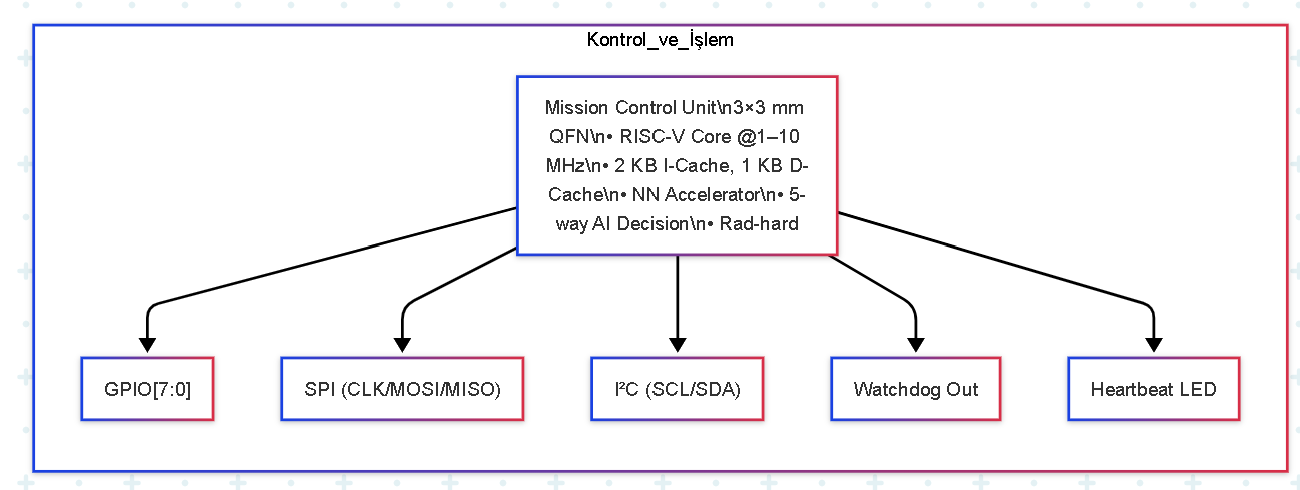 Kontrol_ve_İşlem
Mission Control Unit\n3×3 mm
QFN\n• RISC-V Core @1–10
MHz\n• 2 KB I-Cache, 1 KB D-
Cache\n• NN Accelerator\n• 5-
way AI Decision\n• Rad-hard
GPIO[7:0]
SPI (CLK/MOSI/MISO)
I²C (SCL/SDA)
Watchdog Out
Heartbeat LED